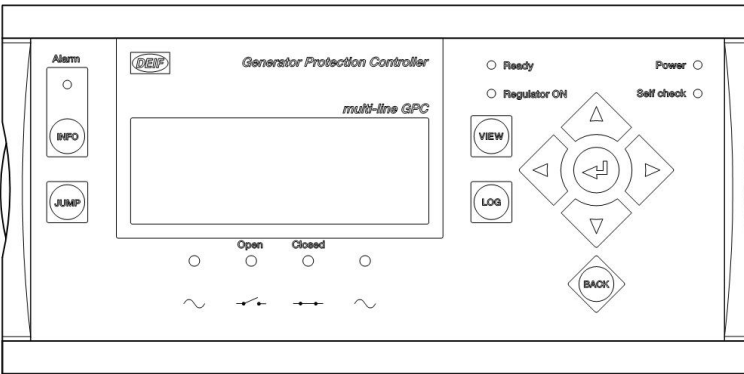 Alarm
DEIF
Generator Protection Controller
Ready
Power
Regulator ON
Self check
multi-line GPC
INFO
VIEW
JUMP
LOG
Open
Closed
BACK